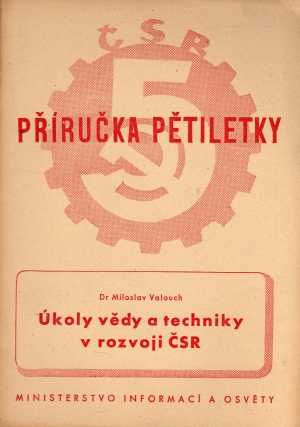 ČSR
5
PŘÍRUČKA PĚTILETKY
Dr Miloslav Valouch
Úkoly vědy a techniky
v rozvoji ČSR
MINISTERSTVO INFORMACÍ A OSVĚTY